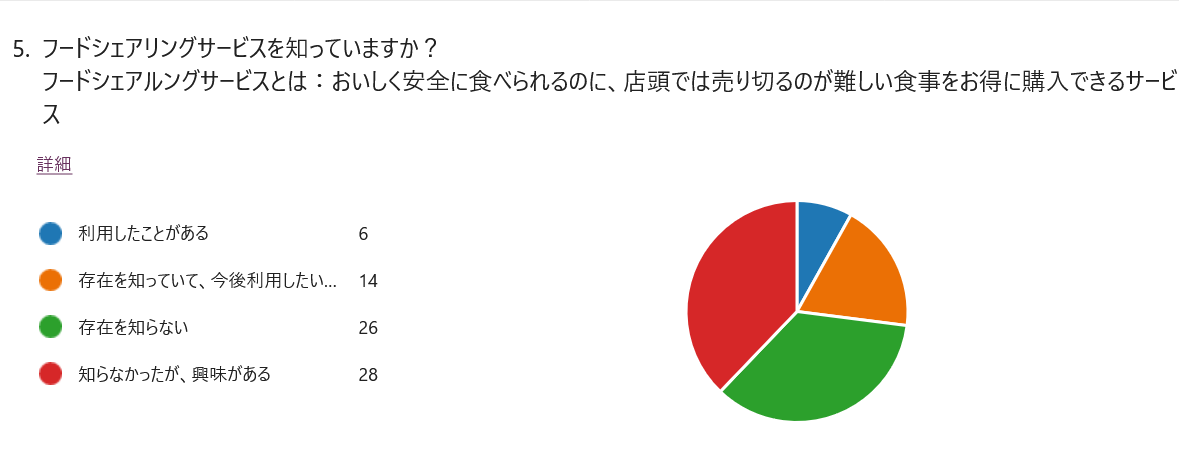 5. フードシェアリングサービスを知っていますか？
フードシェアルングサービスとは：おいしく安全に食べられるのに、店頭では売り切るのが難しい食事をお得に購入できるサービ
ス
詳細
利用したことがある 6
存在を知っていて、今後利用したい... 14
存在を知らない 26
知らなかったが、興味がある 28